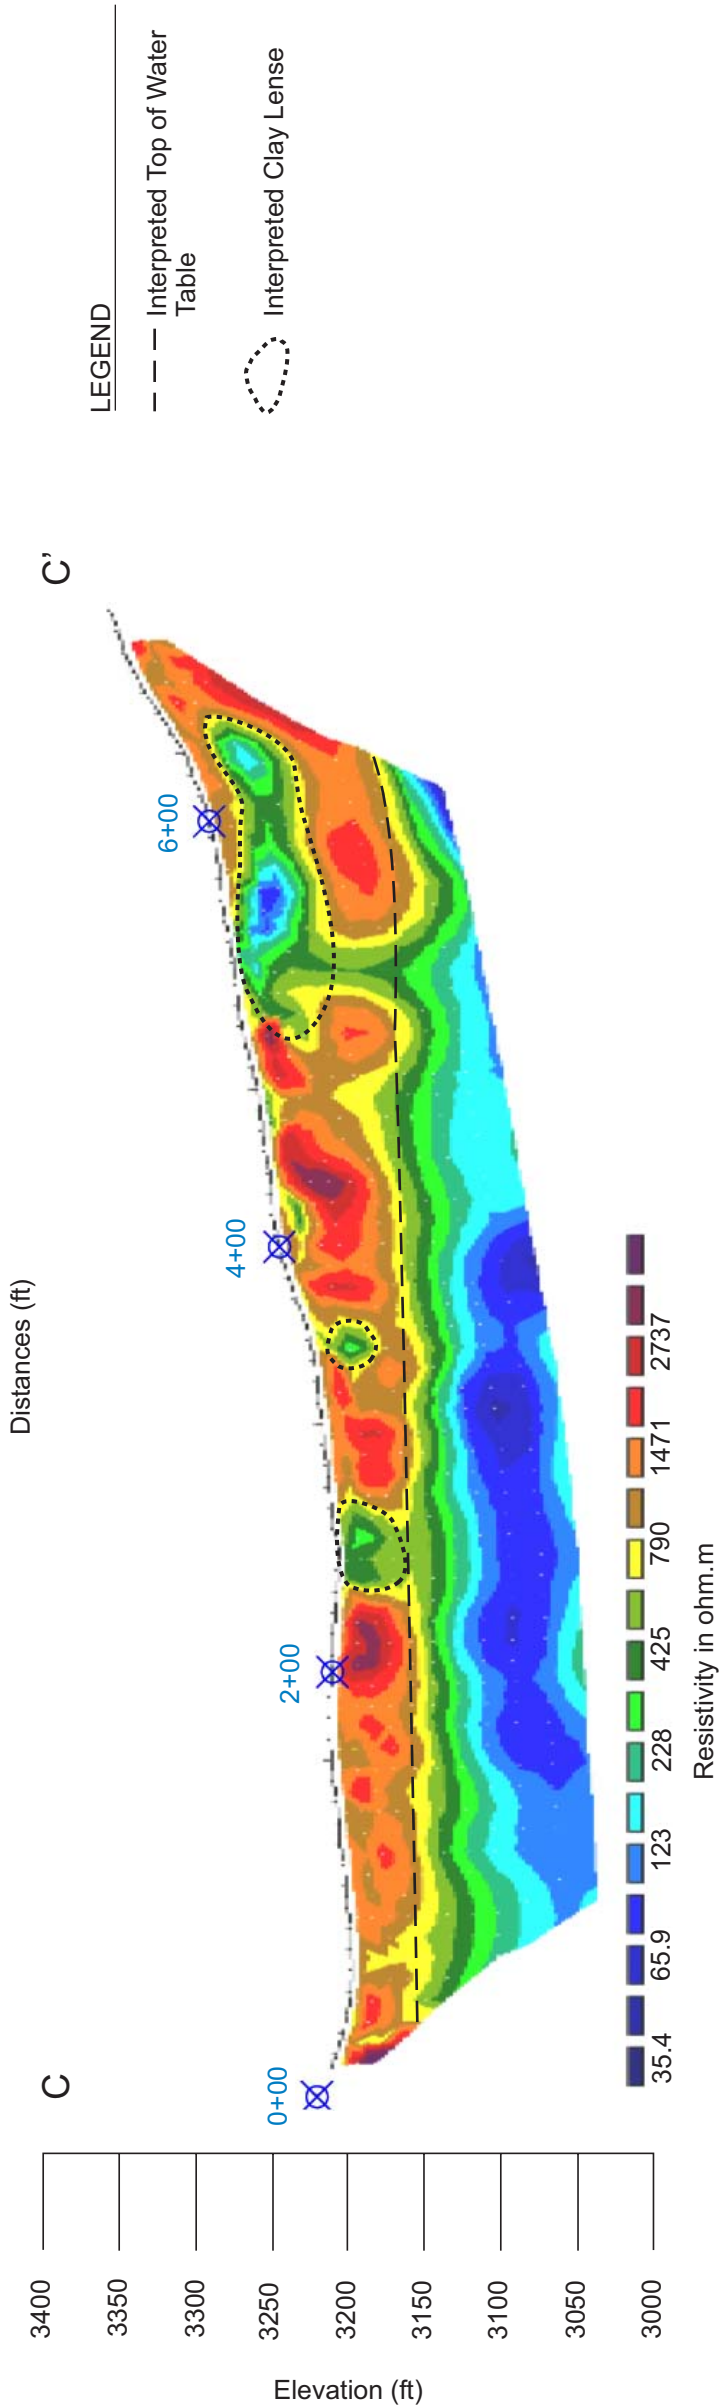 Distances (ft)
C
C’
0+00
2+00
4+00
6+00
LEGEND
Interpreted Top of Water
Table
Interpreted Clay Lense
Elevation (ft)
3400
3350
3300
3250
3200
3150
3100
3050
3000
35.4 65.9 123 228 425 790 1471 2737
Resistivity in ohm.m